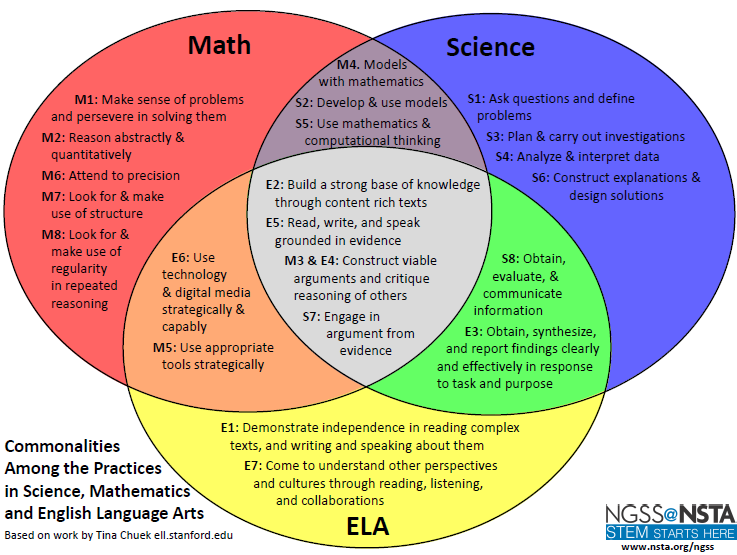 Math
Science
M4. Models
with mathematics
S2: Develop & use models
S5: Use mathematics &
computational thinking
M1: Make sense of problems
and persevere in solving them
M2: Reason abstractly &
quantitatively
M6: Attend to precision
M7: Look for & make
use of structure
M8: Look for &
make use of
regularity
in repeated
reasoning
S1: Ask questions and define
problems
S3: Plan & carry out investigations
S4: Analyze & interpret data
S6: Construct explanations &
design solutions
E2: Build a strong base of knowledge
through content rich texts
E5: Read, write, and speak
grounded in evidence
M3 & E4: Construct viable
arguments and critique
reasoning of others
S7: Engage in
argument from
evidence
E6: Use
technology
& digital media
strategically &
capably
M5: Use appropriate
tools strategically
S8: Obtain,
evaluate, &
communicate
information
E3: Obtain, synthesize,
and report findings clearly
and effectively in response
to task and purpose
E1: Demonstrate independence in reading complex
texts, and writing and speaking about them
E7: Come to understand other perspectives
and cultures through reading, listening,
and collaborations
ELA
Commonalities
Among the Practices
in Science, Mathematics
and English Language Arts
Based on work by Tina Chuek ell.stanford.edu
NGSS@NSTA
STEM STARTS HERE
www.nsta.org/ngss